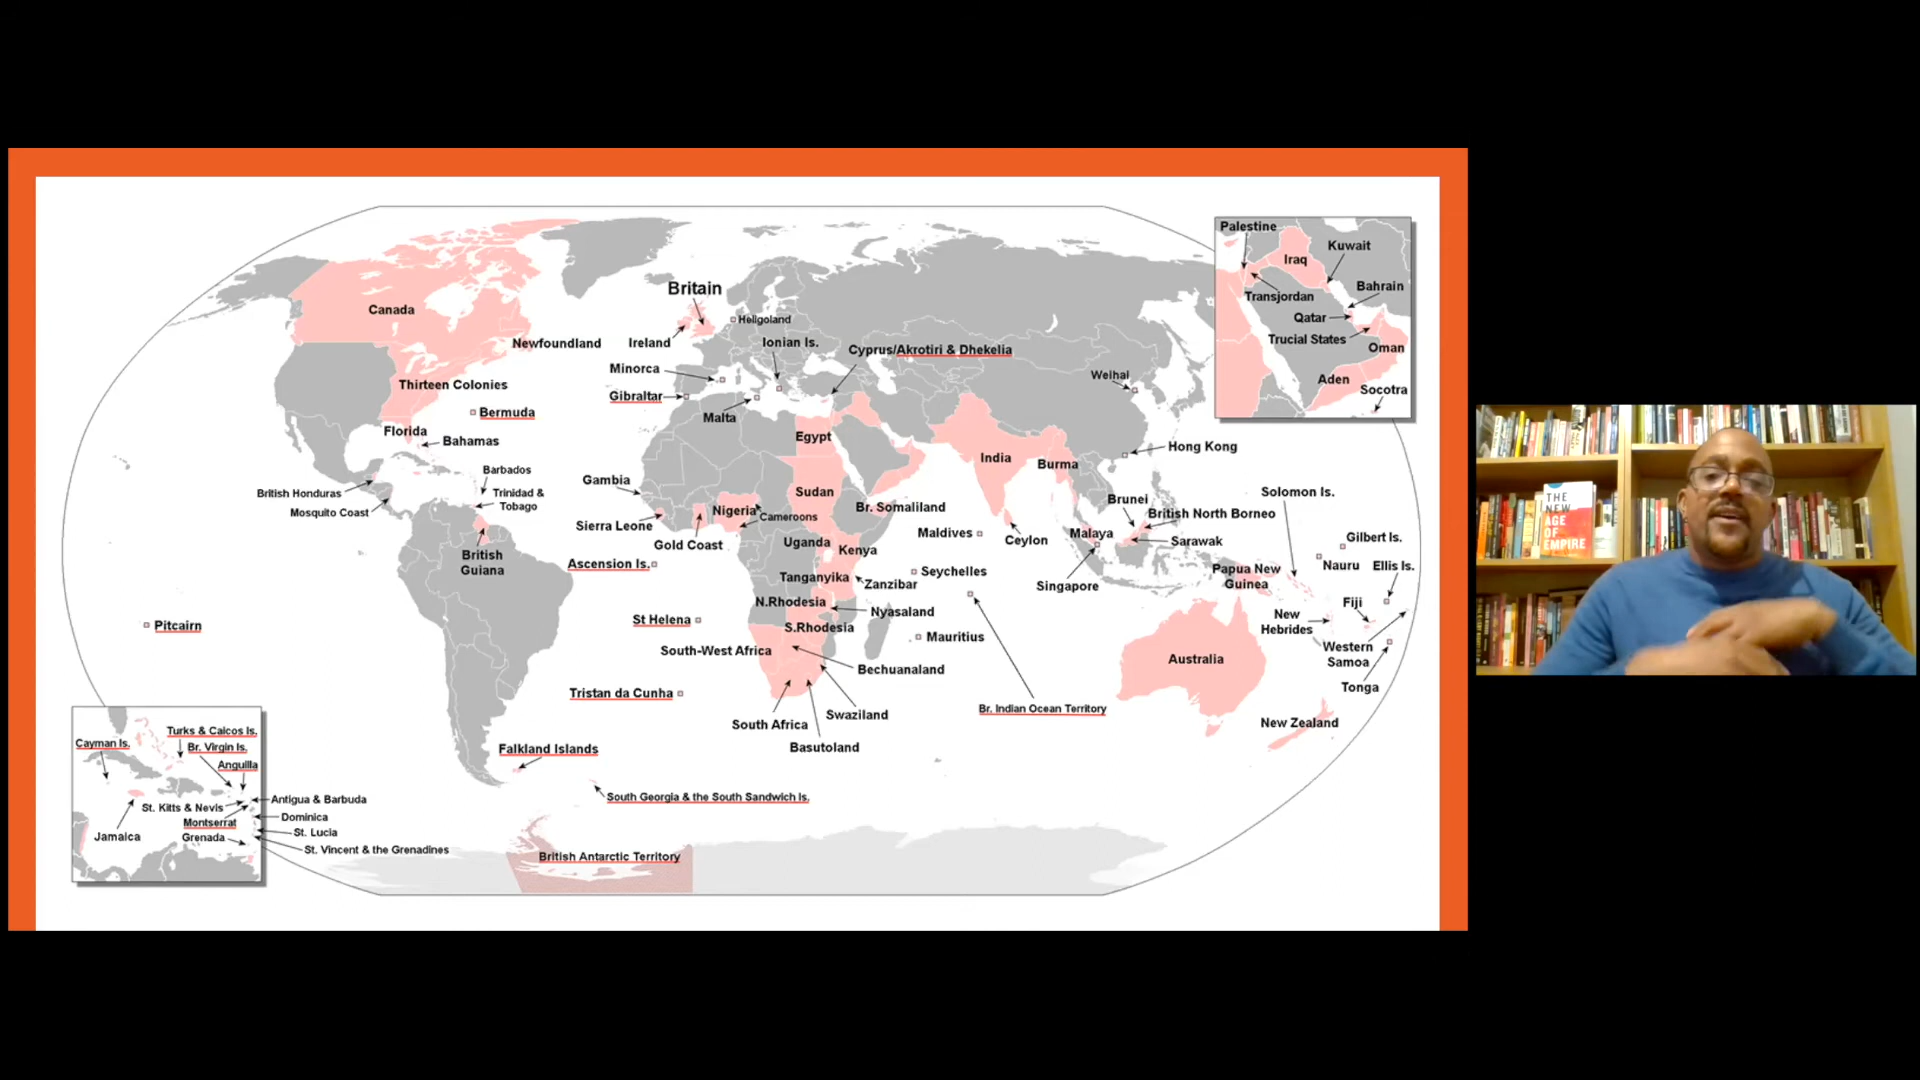 Palestine
Kuwait
Iraq
Bahrain
Transjordan
Qatar
Trucial States
Oman
Aden
Socotra
Britain
Canada
Heligoland
Newfoundland
Ireland
Ionian Is.
Cyprus/Akrotiri & Dhekelia
Minorca
Weihai
Thirteen Colonies
Gibraltar
Bermuda
Malta
Florida
Bahamas
Egypt
Hong Kong
India
Burma
Barbados
Gambia
British Honduras
Trinidad &
Tobago
Sudan
Solomon Is.
Mosquito Coast
Brunei
Br. Somaliland
Nigeria
Cameroons
British North Borneo
Sierra Leone
Maldives
Ceylon
Malaya
Sarawak
Gold Coast
Uganda
Kenya
Gilbert Is.
British
Guiana
Ascension Is.
Nauru
Ellis Is.
Seychelles
Papua New
Guinea
Tanganyika
Zanzibar
Singapore
N.Rhodesia
Nyasaland
Fiji
Pitcairn
St Helena
S.Rhodesia
Mauritius
New
Hebrides
South-West Africa
Australia
Western
Samoa
Bechuanaland
Tonga
Tristan da Cunha
Swaziland
Br. Indian Ocean Territory
South Africa
New Zealand
Basutoland
Falkland Islands
South Georgia & the South Sandwich Is.
British Antarctic Territory
Turks & Caicos Is.
Cayman Is.
Br. Virgin Is.
Anguilla
Antigua & Barbuda
St. Kitts & Nevis
Dominica
Montserrat
St. Lucia
Jamaica
Grenada
St. Vincent & the Grenadines
THE
NEW
AGE
OF
EMPIRE